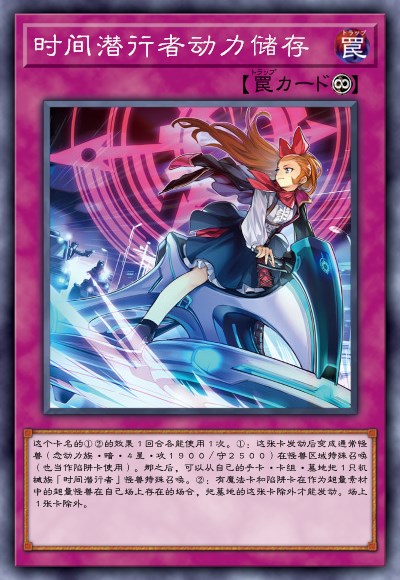 时间潜行者动力储存
トラップ
罠
トラップ
【罠カード】
这个卡名的①②的效果1回合各能使用1次。①：这张卡发动后变成通常怪
兽（念动力族・暗・4星・攻1900／守2500）在怪兽区域特殊召唤
（也当作陷阱卡使用）。那之后，可以从自己的手卡・卡组・墓地把1只机
械族「时间潜行者」怪兽特殊召唤。②：有魔法卡和陷阱卡在作为超量素材
中的超量怪兽在自己场上存在的场合，把墓地的这张卡除外才能发动。场上
1张卡除外。